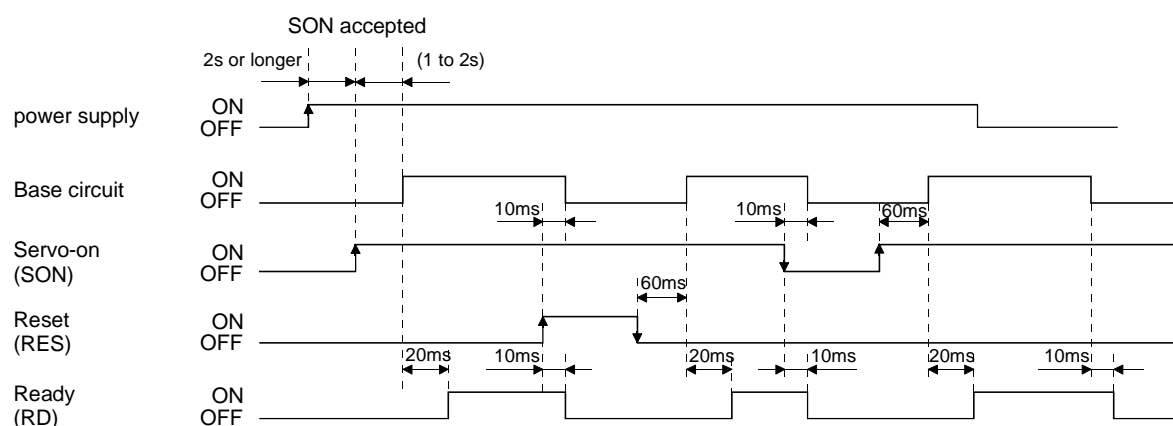 SON accepted
2s or longer (1 to 2s)
power supply ON
OFF
Base circuit ON
OFF
10ms 10ms 60ms
Servo-on ON
(SON) OFF
60ms
Reset ON
(RES) OFF
20ms 10ms 20ms 10ms 20ms 10ms
Ready ON
(RD) OFF